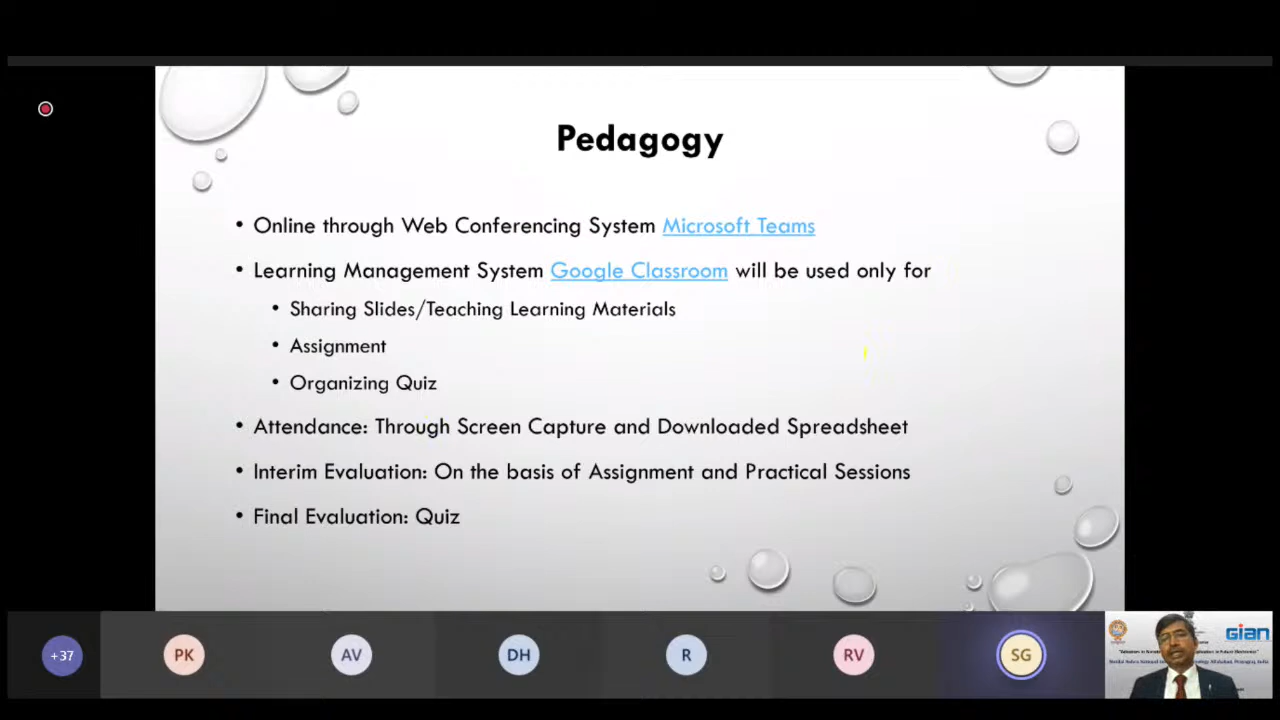 Pedagogy
• Online through Web Conferencing System Microsoft Teams
• Learning Management System Google Classroom will be used only for
• Sharing Slides/Teaching Learning Materials
• Assignment
• Organizing Quiz
• Attendance: Through Screen Capture and Downloaded Spreadsheet
• Interim Evaluation: On the basis of Assignment and Practical Sessions
• Final Evaluation: Quiz
+37
PK
AV
DH
R
RV
SG
GIAN